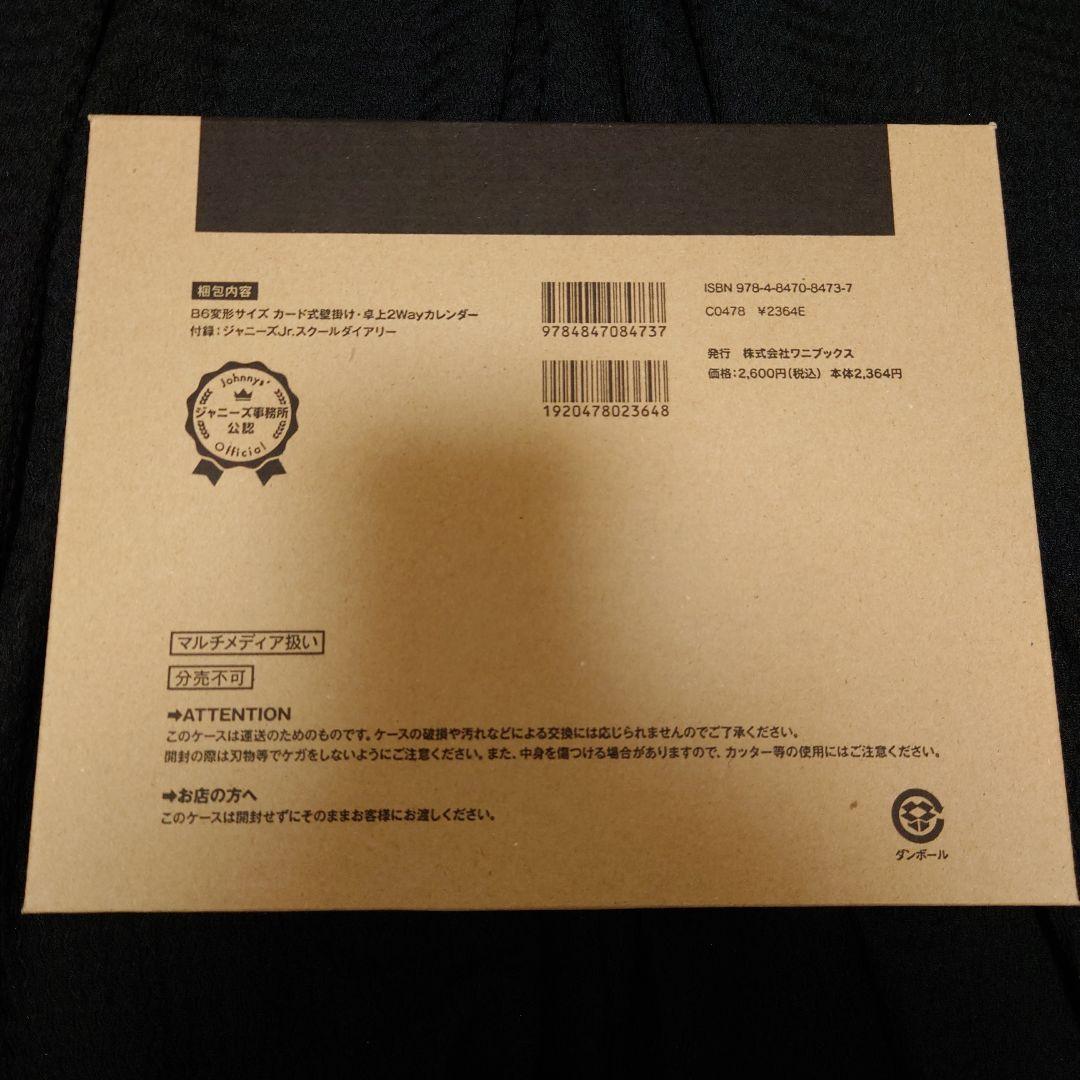 梱包内容
B6変形サイズ カード式壁掛け・卓上2Wayカレンダー
付録：ジャニーズJr.スクールダイアリー
Johnnys'
ジャニーズ事務所
公認
Official
9784847084737
1920478023648
ISBN 978-4-8470-8473-7
C0478 ¥2364E
発行 株式会社ワニブックス
価格：2,600円（税込） 本体2,364円
マルチメディア扱い
分売不可
➡ATTENTION
このケースは運送のためのものです。ケースの破損や汚れなどによる交換には応じられませんのでご了承ください。
開封の際は刃物等でケガをしないようにご注意ください。また、中身を傷つける場合がありますので、カッター等の使用にはご注意ください。
➡お店の方へ
このケースは開封せずにそのままお客様にお渡しください。
ダンボール